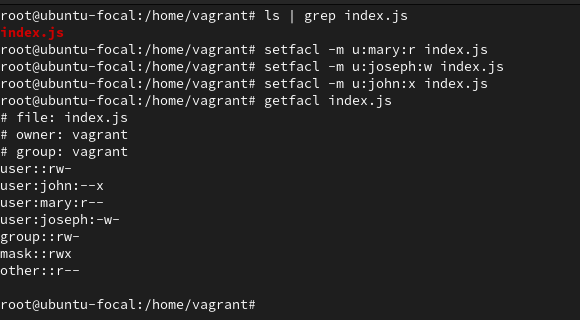 root@ubuntu-focal:/home/vagrant# ls | grep index.js
index.js
root@ubuntu-focal:/home/vagrant# setfacl -m u:mary:r index.js
root@ubuntu-focal:/home/vagrant# setfacl -m u:joseph:w index.js
root@ubuntu-focal:/home/vagrant# setfacl -m u:john:x index.js
root@ubuntu-focal:/home/vagrant# getfacl index.js
# file: index.js
# owner: vagrant
# group: vagrant
user::rw-
user:john:--x
user:mary:r--
user:joseph:-w-
group::rw-
mask::rwx
other::r--
root@ubuntu-focal:/home/vagrant#